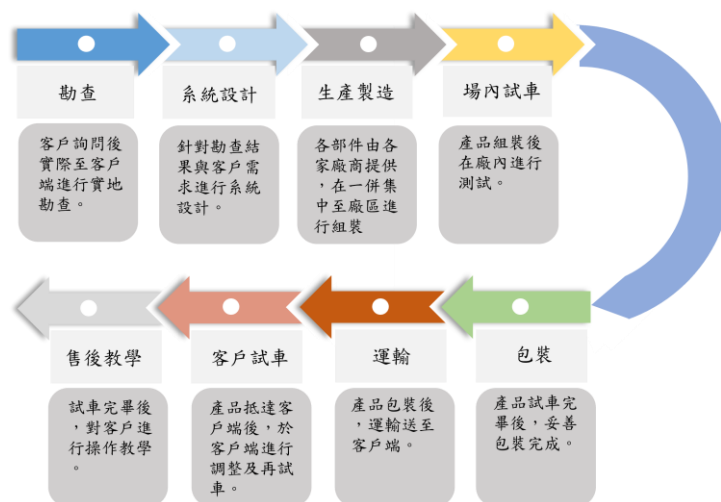 勘查
系統設計
生產製造
場內試車
客戶詢問後
實際至客戶
端進行實地
勘查。
針對勘查結
果與客戶需
求進行系統
設計。
各部件由各
家廠商提供
，在一併集
中至廠區進
行組裝
產品組裝後
在廠內進行
測試。
售後教學
客戶試車
運輸
包裝
試車完畢後
，對客戶進
行操作教學
。
產品抵達客
戶端後，於
客戶端進行
調整及再試
車。
產品包裝後
，運輸送至
客戶端。
產品試車完
畢後，妥善
包裝完成。